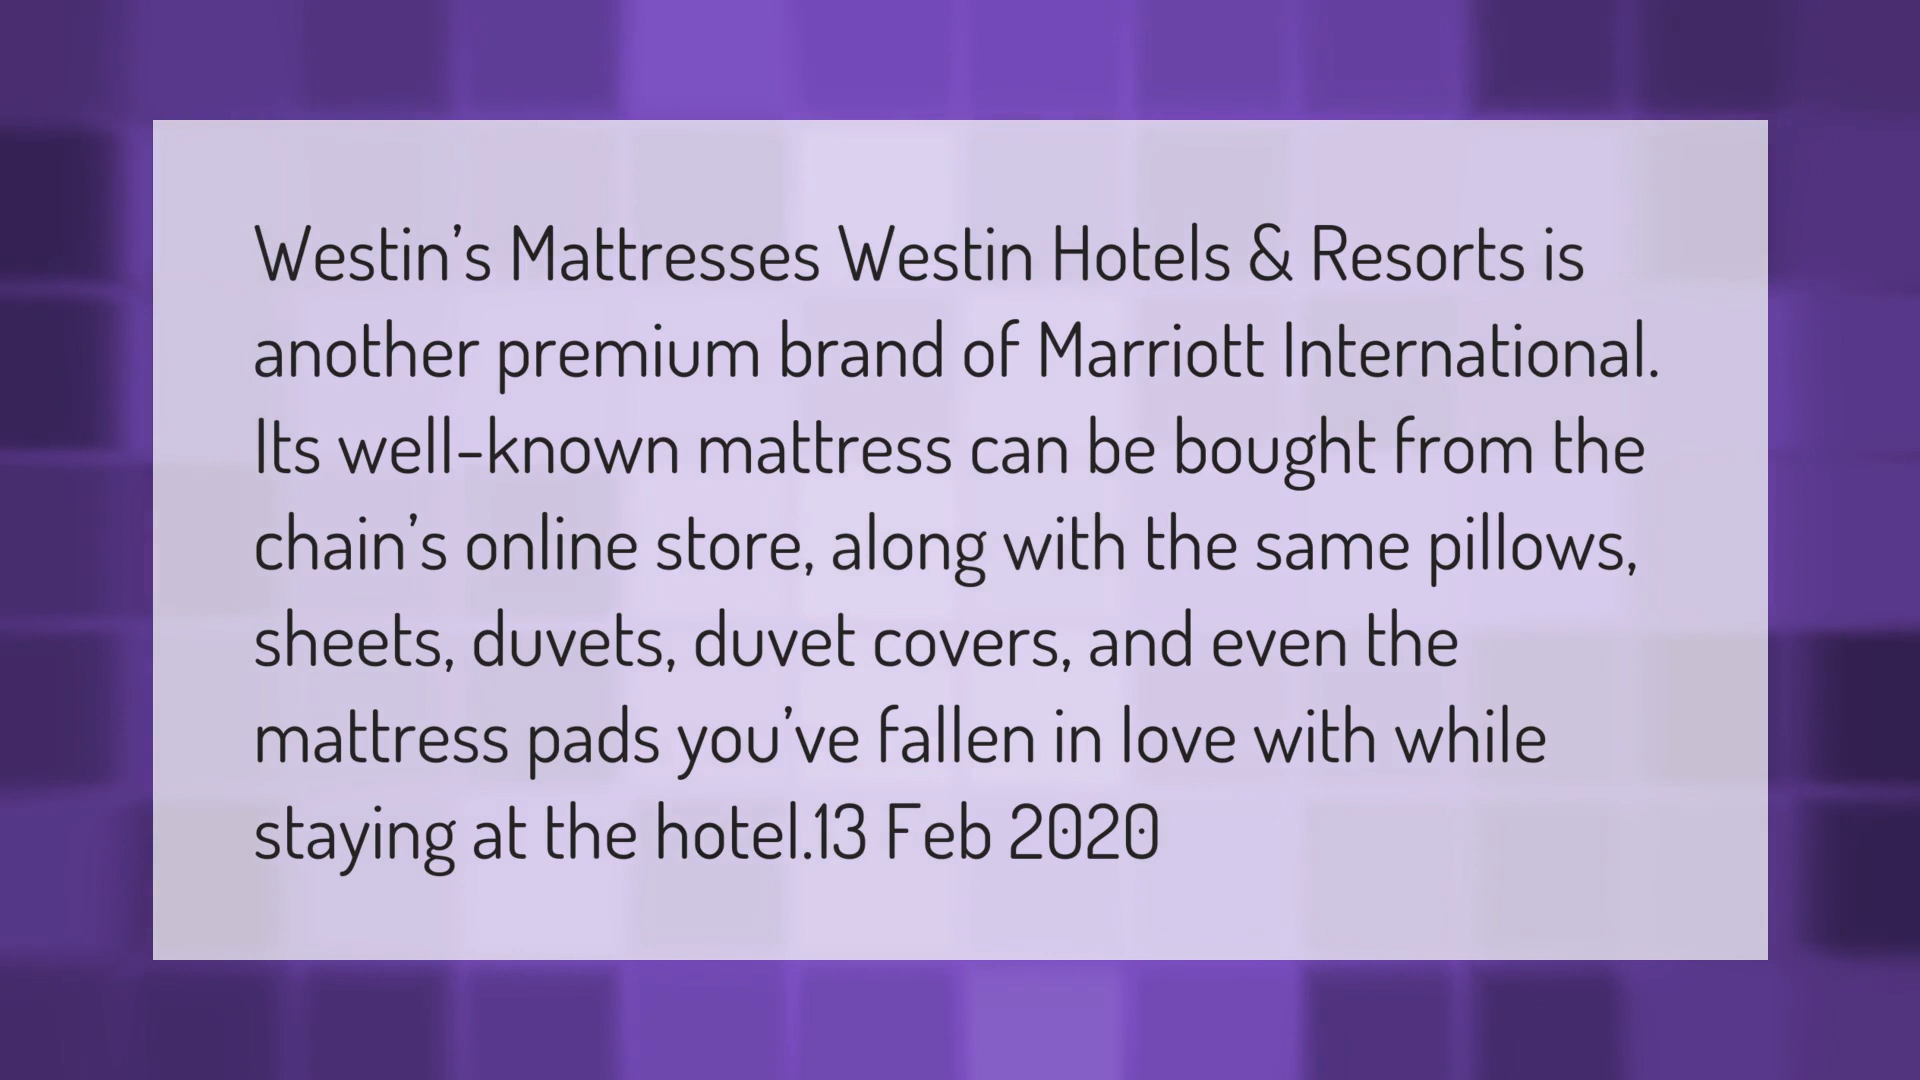 Westin's Mattresses Westin Hotels & Resorts is
another premium brand of Marriott International.
Its well-known mattress can be bought from the
chain's online store, along with the same pillows,
sheets, duvets, duvet covers, and even the
mattress pads you've fallen in love with while
staying at the hotel.13 Feb 2020